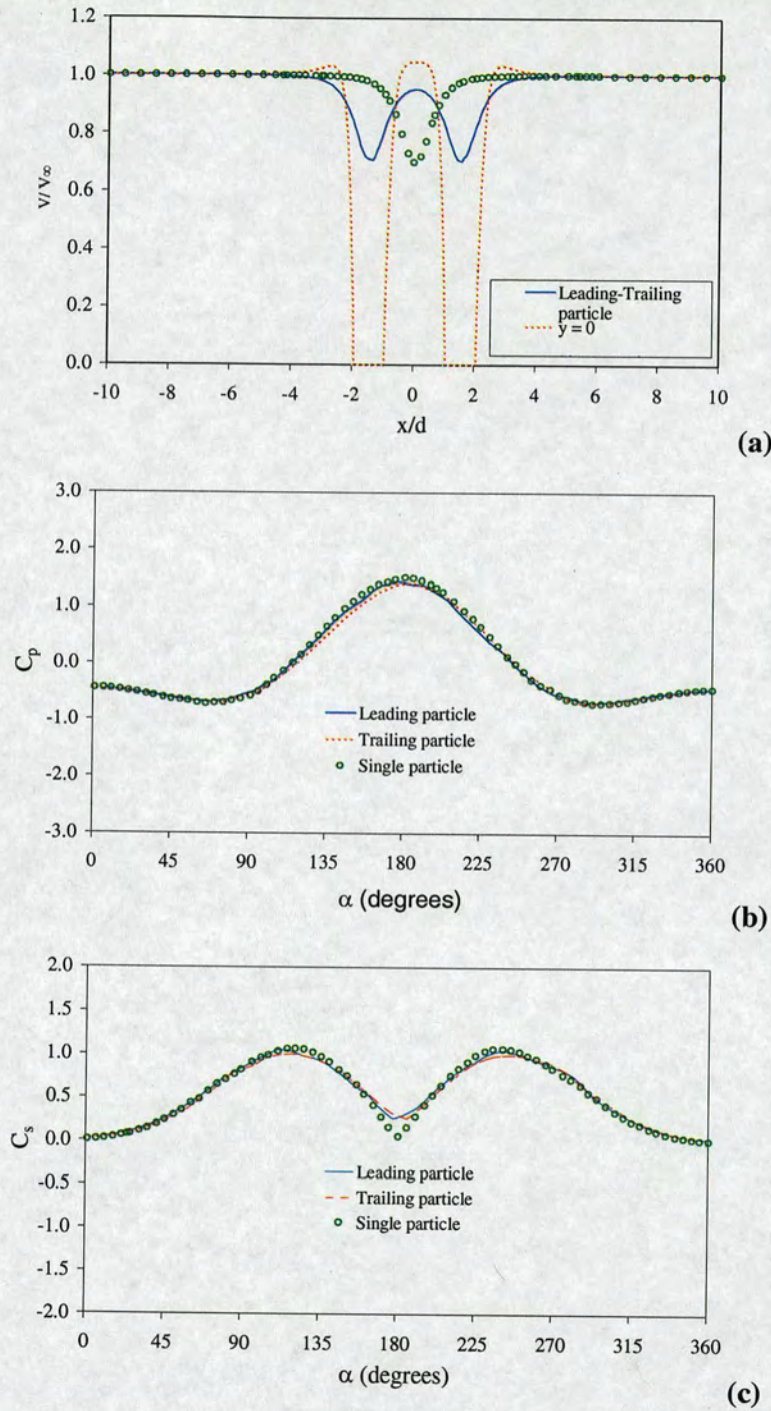 1.2
1.0
0.8
0.6
0.4
0.2
0.0
v/v∞
Leading-Trailing
particle
y = 0
-10 -8 -6 -4 -2 0 2 4 6 8 10
x/d
(a)
3.0
2.0
1.0
0.0
-1.0
-2.0
-3.0
Cp
Leading particle
Trailing particle
Single particle
0 45 90 135 180 225 270 315 360
α (degrees)
(b)
2.0
1.5
1.0
0.5
0.0
-0.5
-1.0
-1.5
-2.0
Cs
Leading particle
Trailing particle
Single particle
0 45 90 135 180 225 270 315 360
α (degrees)
(c)